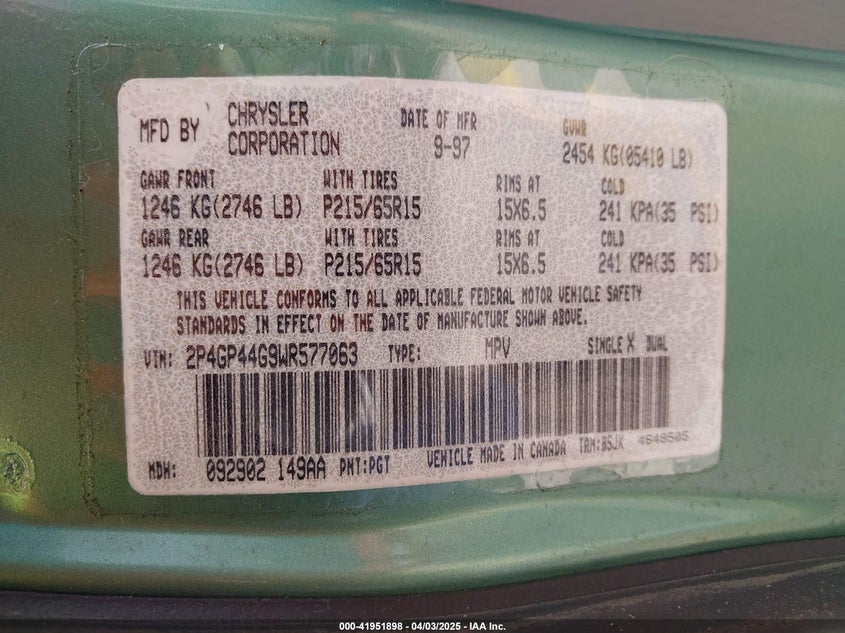 MFD BY CHRYSLER CORPORATION DATE OF MFR 9-97 GVWR 2454 KG(05410 LB)
GAWR FRONT WITH TIRES RIMS AT COLD
1246 KG(2746 LB) P215/65R15 15X6.5 241 KPA(35 PSI)
GAWR REAR WITH TIRES RIMS AT COLD
1246 KG(2746 LB) P215/65R15 15X6.5 241 KPA(35 PSI)
THIS VEHICLE CONFORMS TO ALL APPLICABLE FEDERAL MOTOR VEHICLE SAFETY
STANDARDS IN EFFECT ON THE DATE OF MANUFACTURE SHOWN ABOVE.
VIN: 2P4GP44G9WR577063 TYPE: MPV SINGLE X DUAL
MDH: 092902 149AA PNT:PGT VEHICLE MADE IN CANADA TRM:B5JK 4648505
000-41951898 - 04/03/2025 - IAA Inc.